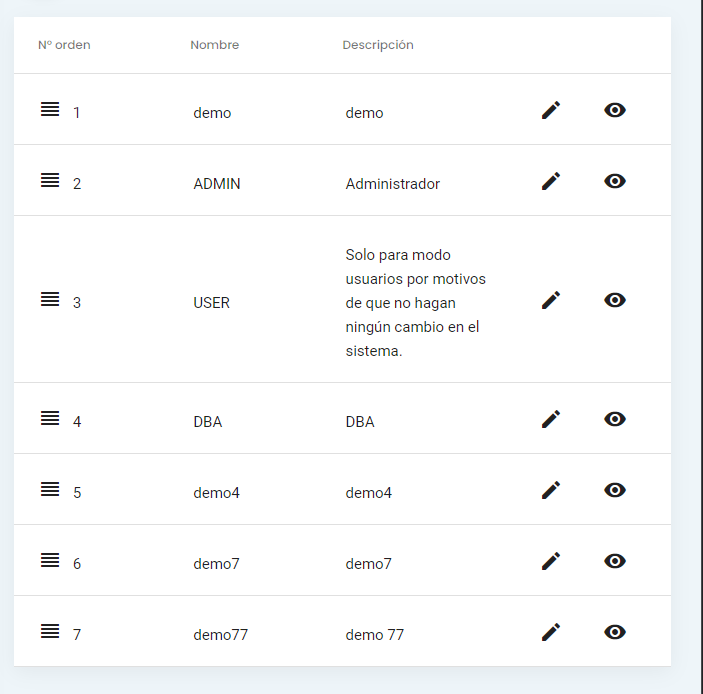 Nº orden Nombre Descripción
1 demo demo
2 ADMIN Administrador
3 USER Solo para modo
usuarios por motivos
de que no hagan
ningún cambio en el
sistema.
4 DBA DBA
5 demo4 demo4
6 demo7 demo7
7 demo77 demo 77